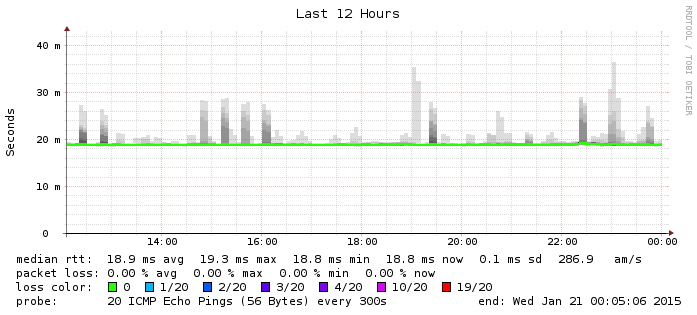 Last 12 Hours
RRDTOOL / TOBI OETIKER
Seconds
40 m
30 m
20 m
10 m
0
14:00 16:00 18:00 20:00 22:00 00:00
median rtt: 18.9 ms avg 19.3 ms max 18.8 ms min 18.8 ms now 0.1 ms sd 286.9 am/s
packet loss: 0.00 % avg 0.00 % max 0.00 % min 0.00 % now
loss color: 0 1/20 2/20 3/20 4/20 10/20 19/20
probe: 20 ICMP Echo Pings (56 Bytes) every 300s end: Wed Jan 21 00:05:06 2015